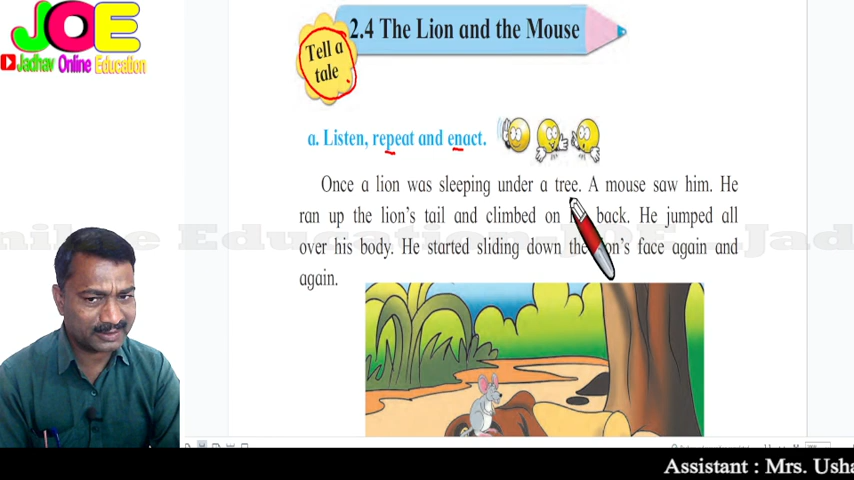 JOE
Jadhav Online Education
2.4 The Lion and the Mouse
Tell a
tale
a. Listen, repeat and enact.
Once a lion was sleeping under a tree. A mouse saw him. He
ran up the lion's tail and climbed on back. He jumped all
over his body. He started sliding down the lion's face again and
again.
Assistant : Mrs. Usha